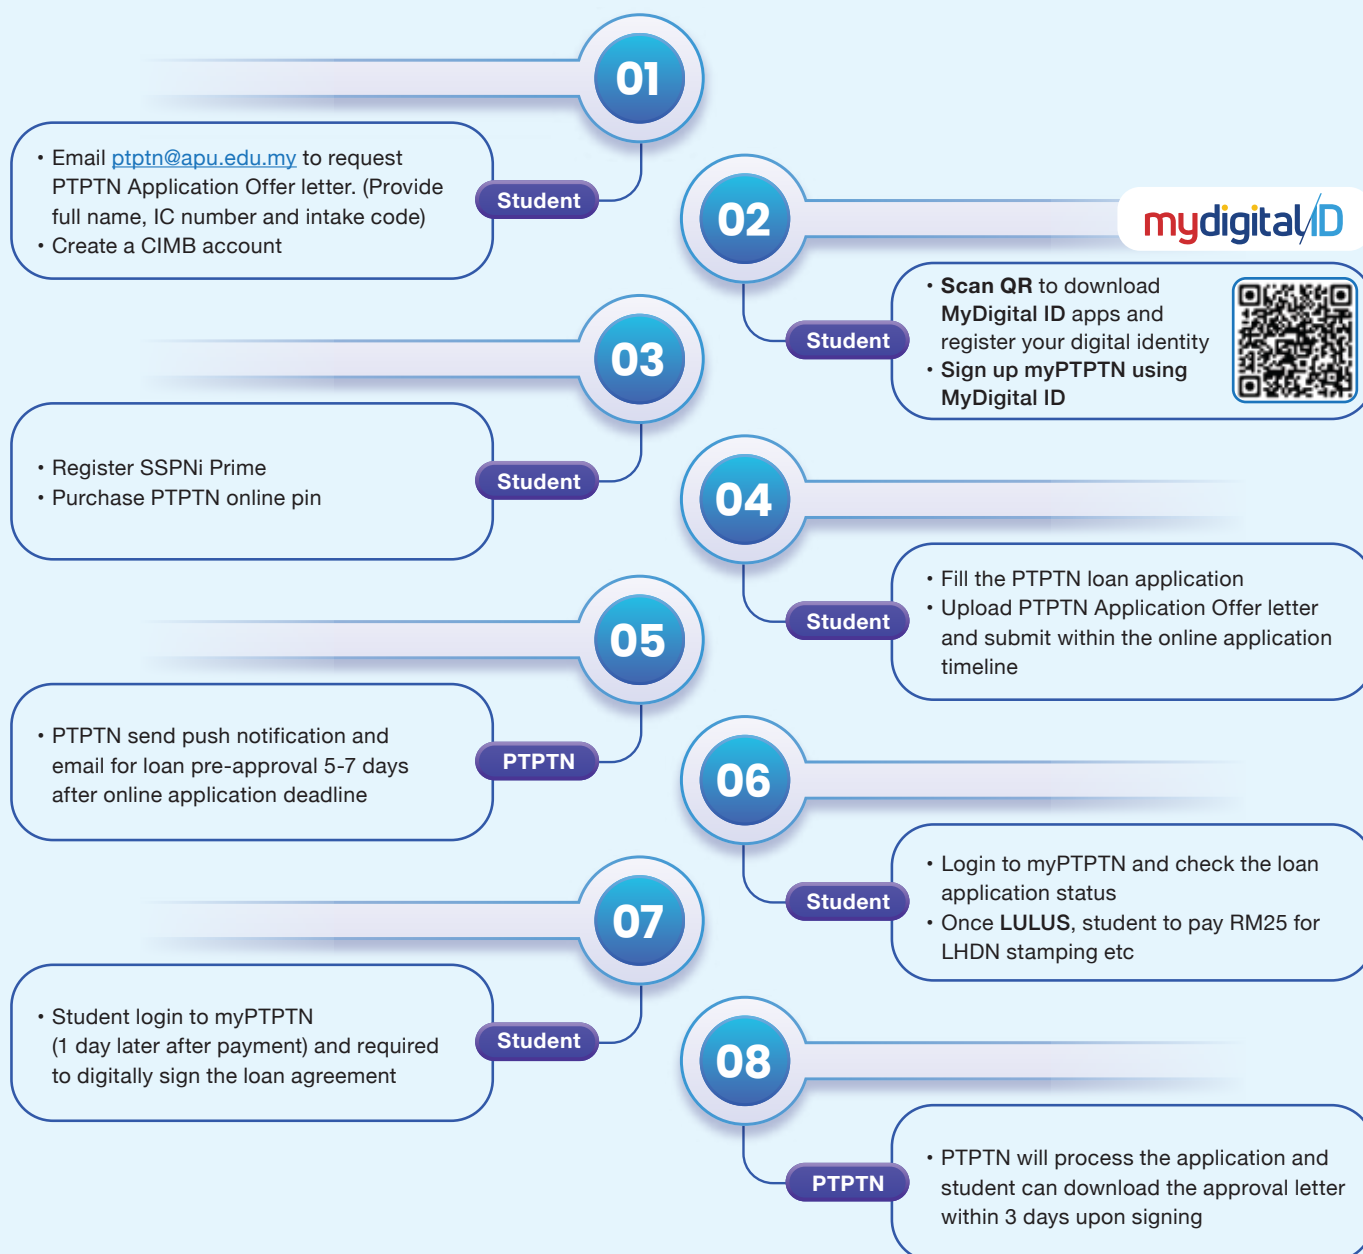 01
• Email ptptn@apu.edu.my to request
PTPTN Application Offer letter. (Provide
full name, IC number and intake code)
• Create a CIMB account
Student
02
mydigital ID
• Scan QR to download
MyDigital ID apps and
register your digital identity
• Sign up myPTPTN using
MyDigital ID
Student
03
• Register SSPNi Prime
• Purchase PTPTN online pin
Student
04
• Fill the PTPTN loan application
• Upload PTPTN Application Offer letter
and submit within the online application
timeline
Student
05
• PTPTN send push notification and
email for loan pre-approval 5-7 days
after online application deadline
PTPTN
06
• Login to myPTPTN and check the loan
application status
• Once LULUS, student to pay RM25 for
LHDN stamping etc
Student
07
• Student login to myPTPTN
(1 day later after payment) and required
to digitally sign the loan agreement
Student
08
• PTPTN will process the application and
student can download the approval letter
within 3 days upon signing
PTPTN